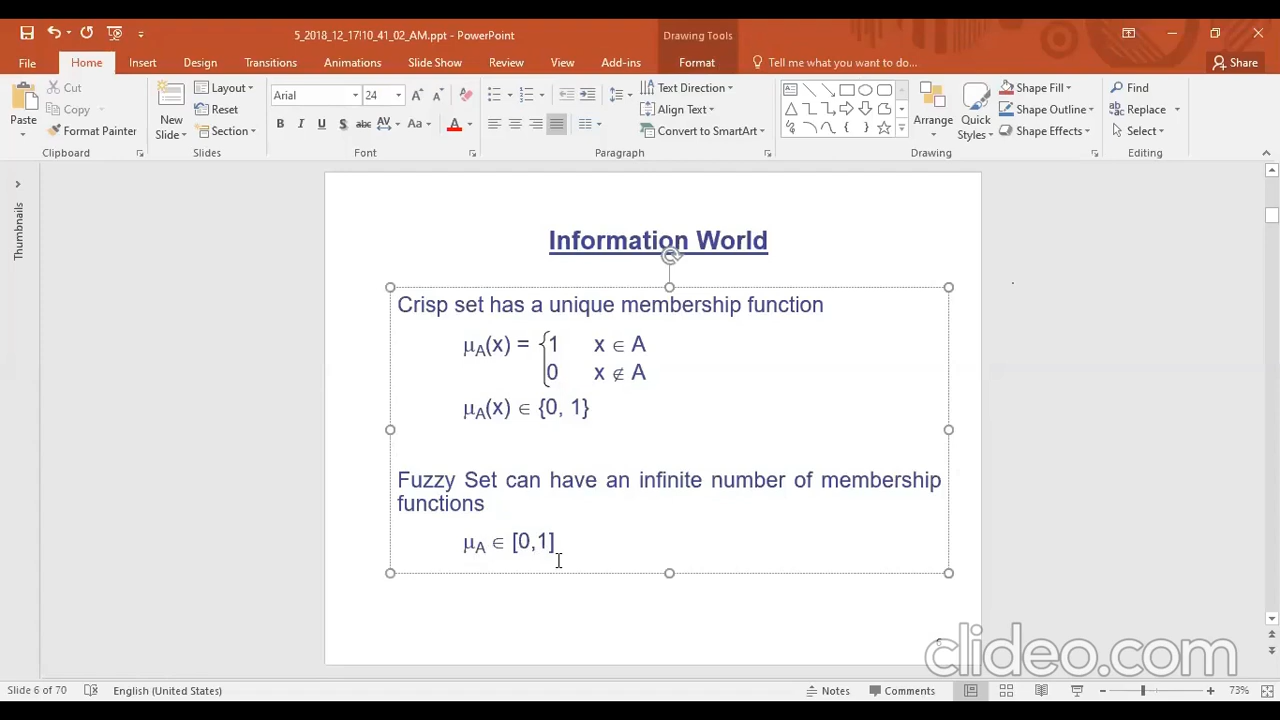 5_2018_12_17!10_41_02_AM.ppt - PowerPoint
Drawing Tools
File Home Insert Design Transitions Animations Slide Show Review View Add-ins Format Tell me what you want to do... Share
Paste
Cut
Copy
Format Painter
Clipboard
New Slide
Layout
Reset
Section
Slides
Arial 24
B I U S abc AV Aa A
Font
Text Direction
Align Text
Convert to SmartArt
Paragraph
Arrange
Quick Styles
Shape Fill
Shape Outline
Shape Effects
Drawing
Find
Replace
Select
Editing
Thumbnails
Information World
Crisp set has a unique membership function
μA(x) = { 1 x ∈ A
0 x ∉ A
μA(x) ∈ {0, 1}
Fuzzy Set can have an infinite number of membership
functions
μA ∈ [0,1]
6
clideo.com
Slide 6 of 70 English (United States) Notes Comments 73%